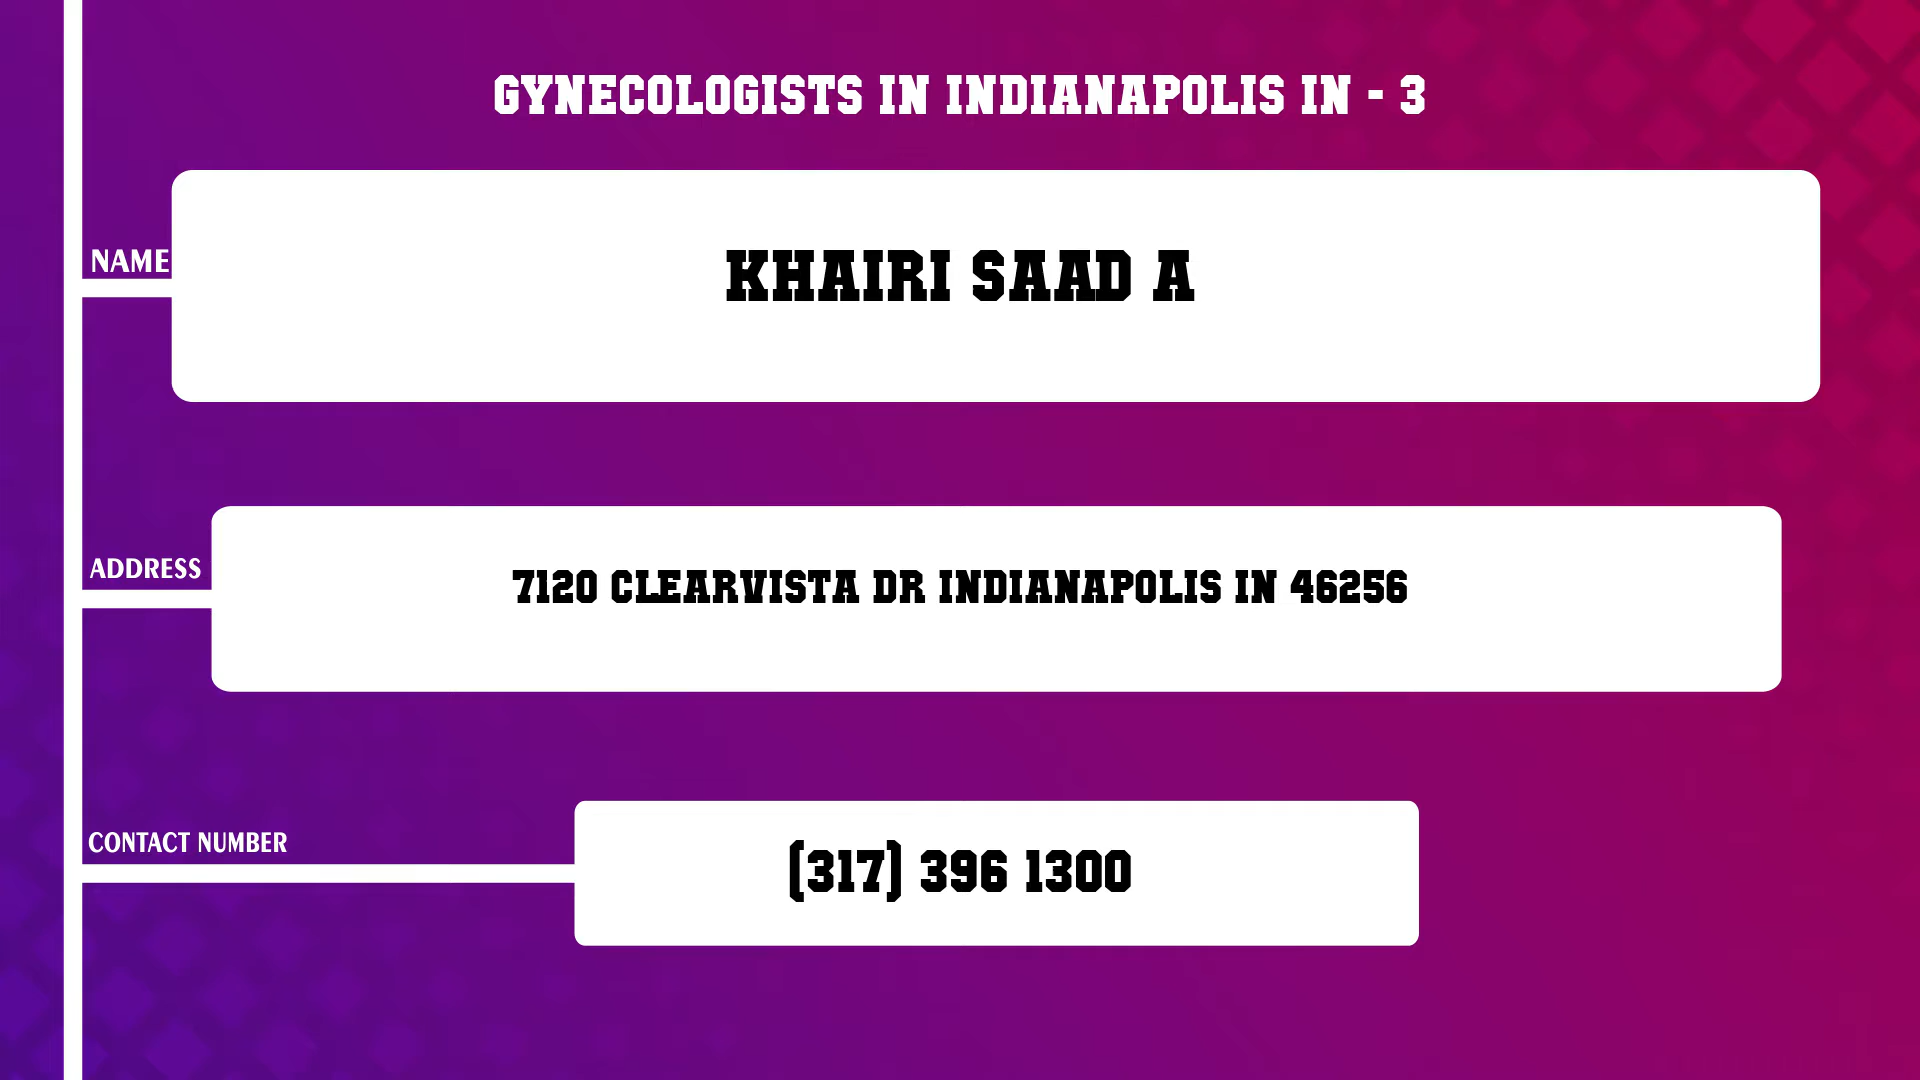 GYNECOLOGISTS IN INDIANAPOLIS IN - 3
NAME
KHAIRI SAAD A
ADDRESS
7120 CLEARVISTA DR INDIANAPOLIS IN 46256
CONTACT NUMBER
(317) 396 1300